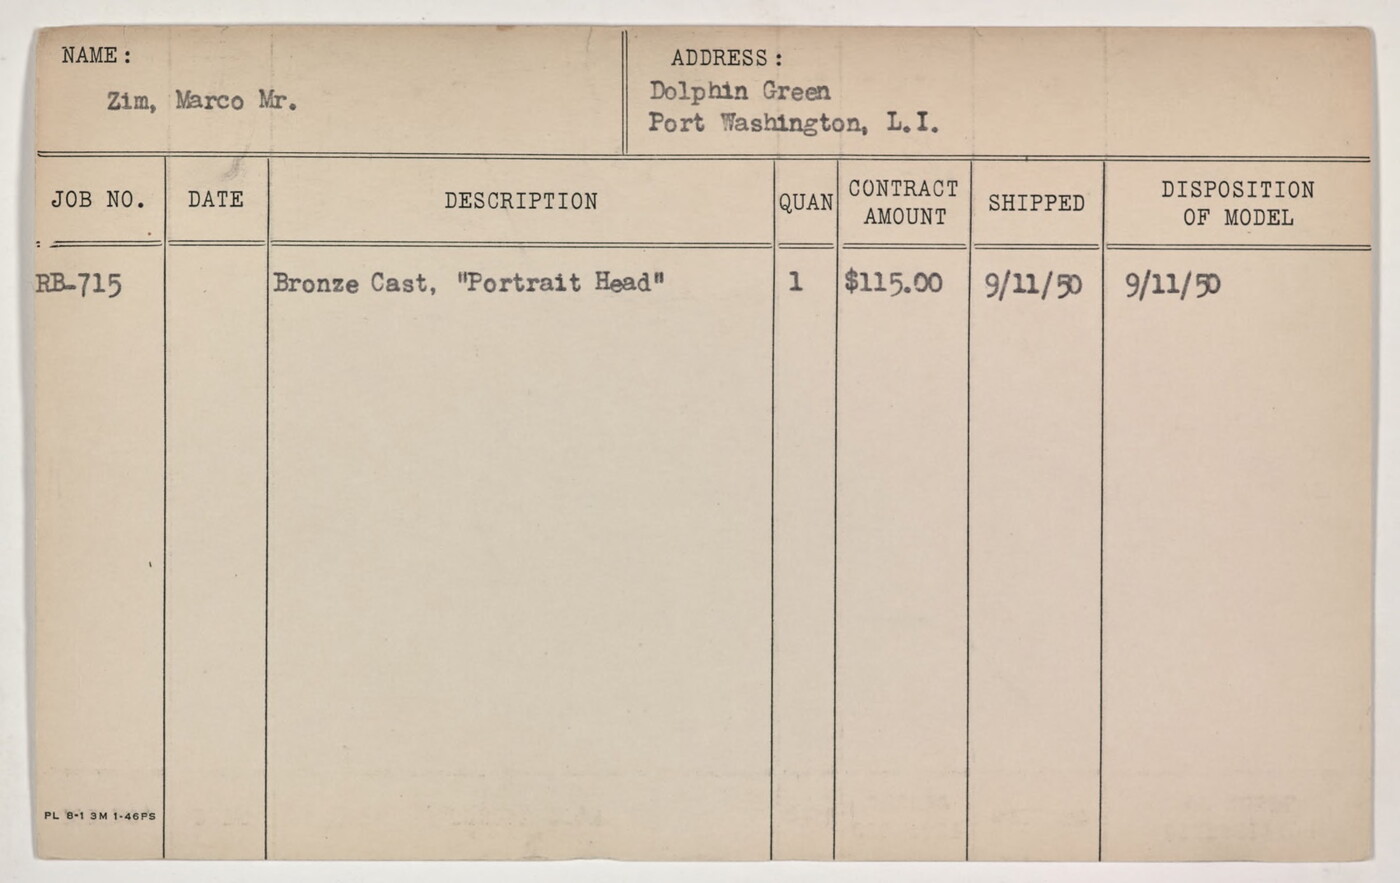 NAME:
Zim, Marco Mr.
ADDRESS:
Dolphin Green
Port Washington, L.I.
JOB NO. DATE DESCRIPTION QUAN CONTRACT AMOUNT SHIPPED DISPOSITION OF MODEL
RB-715 Bronze Cast, "Portrait Head" 1 $115.00 9/11/50 9/11/50
PL 8-1 3M 1-46PS